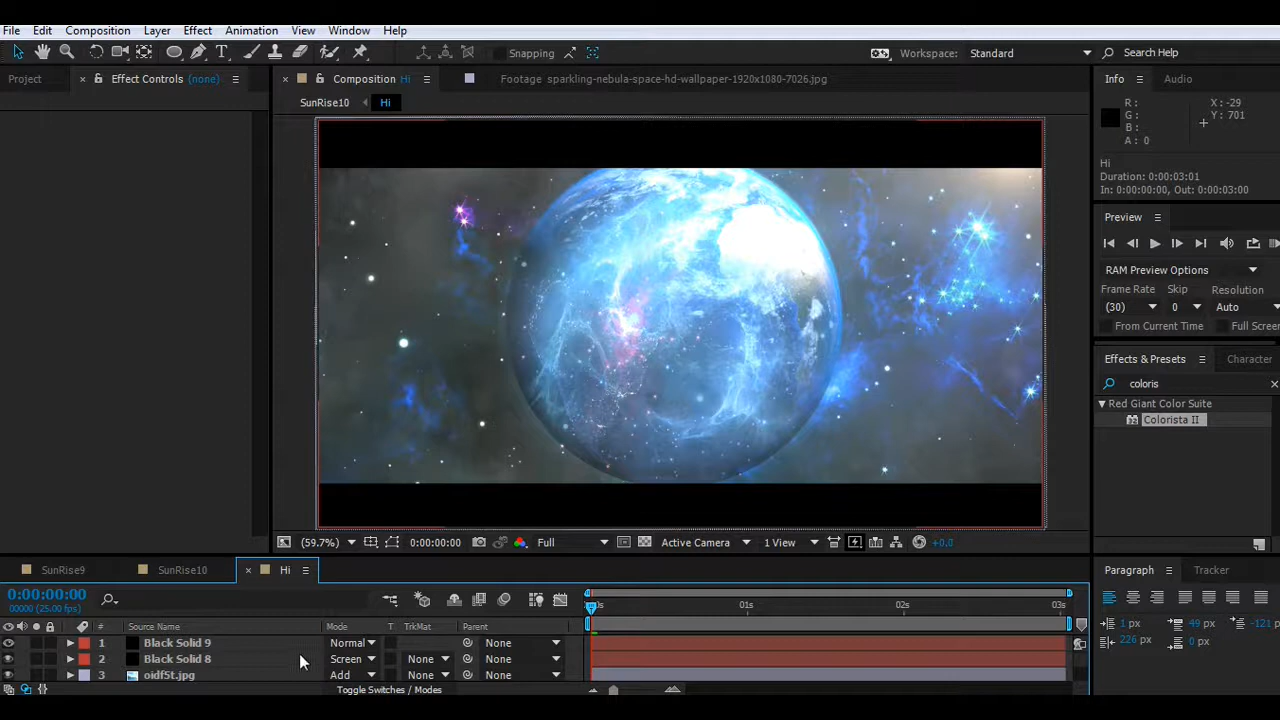 File Edit Composition Layer Effect Animation View Window Help
Snapping Workspace: Standard Search Help
Project Effect Controls (none) Composition Hi Footage sparkling-nebula-space-hd-wallpaper-1920x1080-7026.jpg Info Audio
SunRise10 Hi
R: X: -29
G: Y: 701
B:
A: 0
Hi
Duration: 0:00:03:01
In: 0:00:00:00, Out: 0:00:03:00
Preview
RAM Preview Options
Frame Rate Skip Resolution
(30) 0 Auto
From Current Time Full Screen
Effects & Presets Character
coloris
Red Giant Color Suite
Colorista II
(59.7%) 0:00:00:00 Full Active Camera 1 View +0.0
SunRise9 SunRise10 Hi Paragraph Tracker
0:00:00:00
00000 (25.00 fps)
01s 02s 03s
# Source Name Mode T TrkMat Parent
1 px 49 px -121
226 px 0 px
1 Black Solid 9 Normal None
2 Black Solid 8 Screen None None
3 oidf5t.jpg Add None None
Toggle Switches / Modes